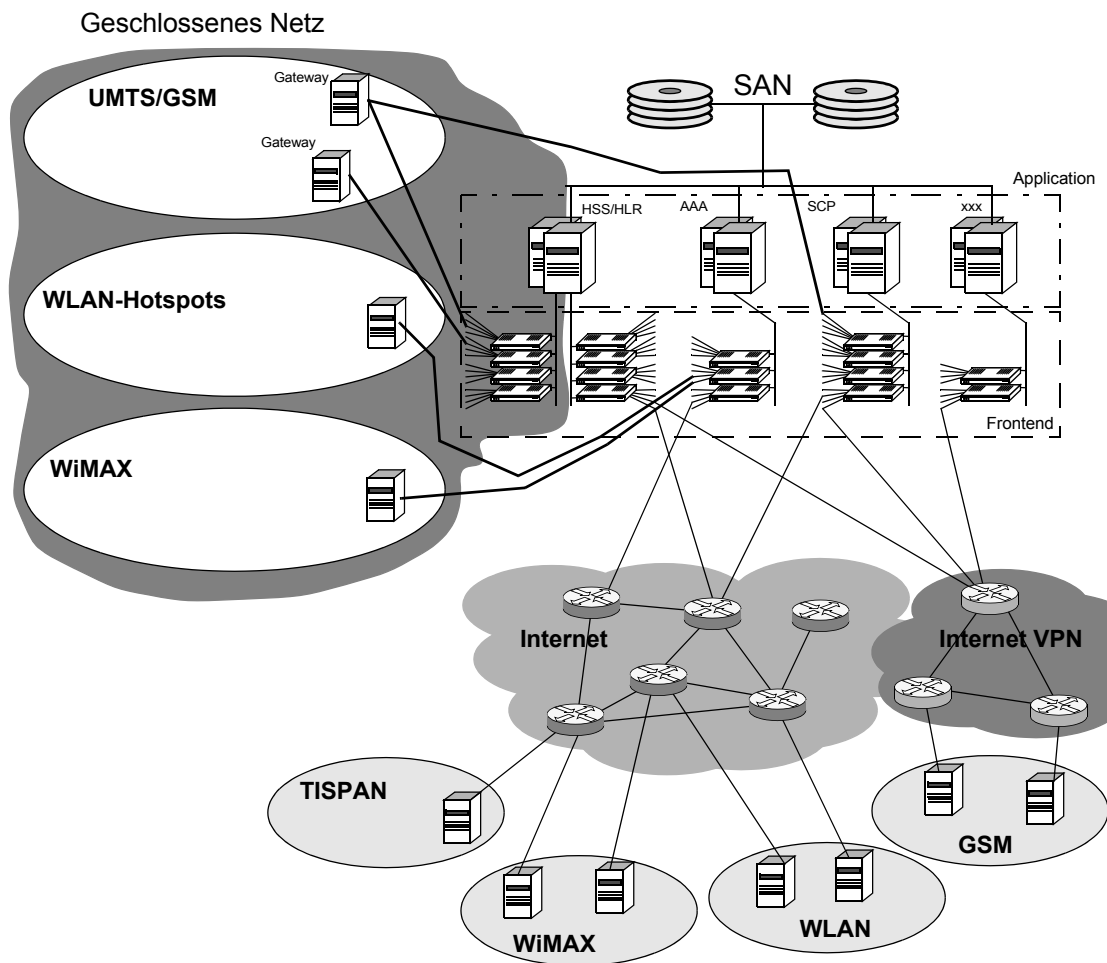 Geschlossenes Netz
Gateway
UMTS/GSM
SAN
Gateway
Application
HSS/HLR
AAA
SCP
xxx
WLAN-Hotspots
Frontend
WiMAX
Internet
Internet VPN
TISPAN
GSM
WLAN
WiMAX